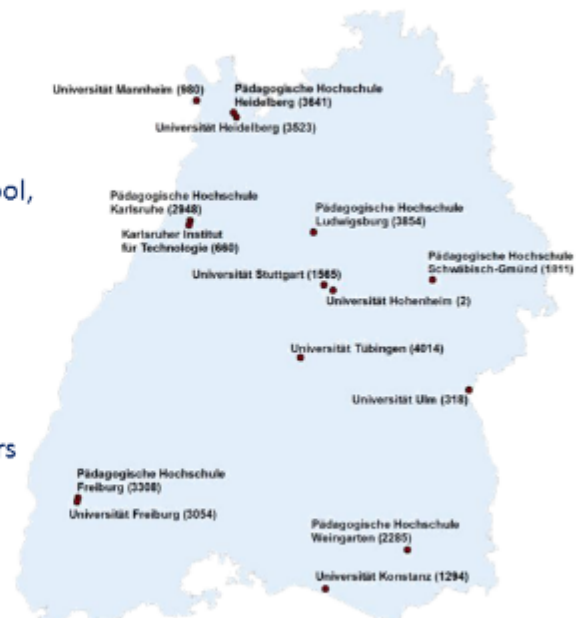 Universität Mannheim (980)
Pädagogische Hochschule
Heidelberg (3641)
Universität Heidelberg (3523)
ool,
Pädagogische Hochschule
Karlsruhe (2948)
Karlsruher Institut
für Technologie (660)
Pädagogische Hochschule
Ludwigsburg (3854)
Pädagogische Hochschule
Schwäbisch-Gmünd (1811)
Universität Stuttgart (1565)
Universität Hohenheim (2)
Universität Tübingen (4014)
Universität Ulm (318)
rs
Pädagogische Hochschule
Freiburg (3308)
Universität Freiburg (3054)
Pädagogische Hochschule
Weingarten (2285)
Universität Konstanz (1294)